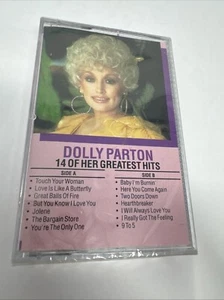 DOLLY PARTON
14 OF HER GREATEST HITS
SIDE A
• Touch Your Woman
• Love Is Like A Butterfly
• Great Balls Of Fire
• But You Know I Love You
• Jolene
• The Bargain Store
• You're The Only One
SIDE B
• Baby I'm Burnin'
• Here You Come Again
• Two Doors Down
• Heartbreaker
• I Will Always Love You
• I Really Got The Feeling
• 9 To 5